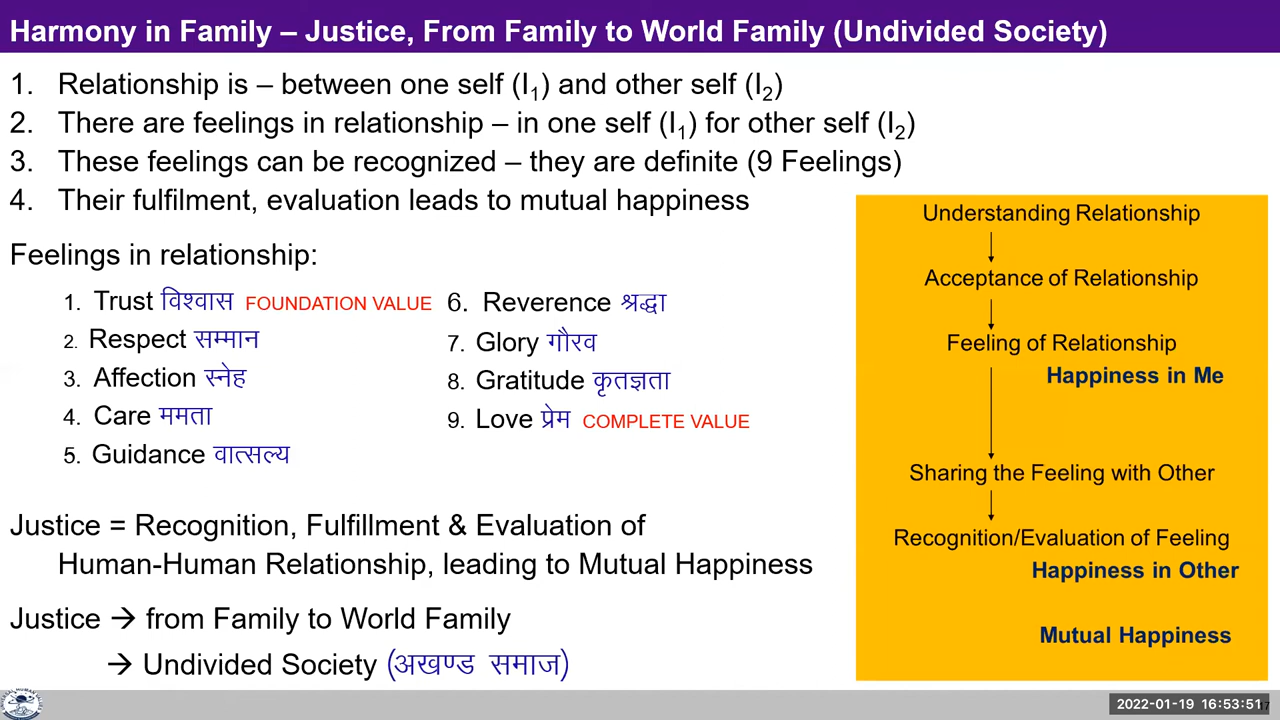 Harmony in Family – Justice, From Family to World Family (Undivided Society)
1. Relationship is – between one self (I1) and other self (I2)
2. There are feelings in relationship – in one self (I1) for other self (I2)
3. These feelings can be recognized – they are definite (9 Feelings)
4. Their fulfilment, evaluation leads to mutual happiness
Feelings in relationship:
1. Trust विश्वास FOUNDATION VALUE
2. Respect सम्मान
3. Affection स्नेह
4. Care ममता
5. Guidance वात्सल्य
6. Reverence श्रद्धा
7. Glory गौरव
8. Gratitude कृतज्ञता
9. Love प्रेम COMPLETE VALUE
Justice = Recognition, Fulfillment & Evaluation of
Human-Human Relationship, leading to Mutual Happiness
Justice → from Family to World Family
→ Undivided Society (अखण्ड समाज)
Understanding Relationship
Acceptance of Relationship
Feeling of Relationship
Happiness in Me
Sharing the Feeling with Other
Recognition/Evaluation of Feeling
Happiness in Other
Mutual Happiness
2022-01-19 16:53:51